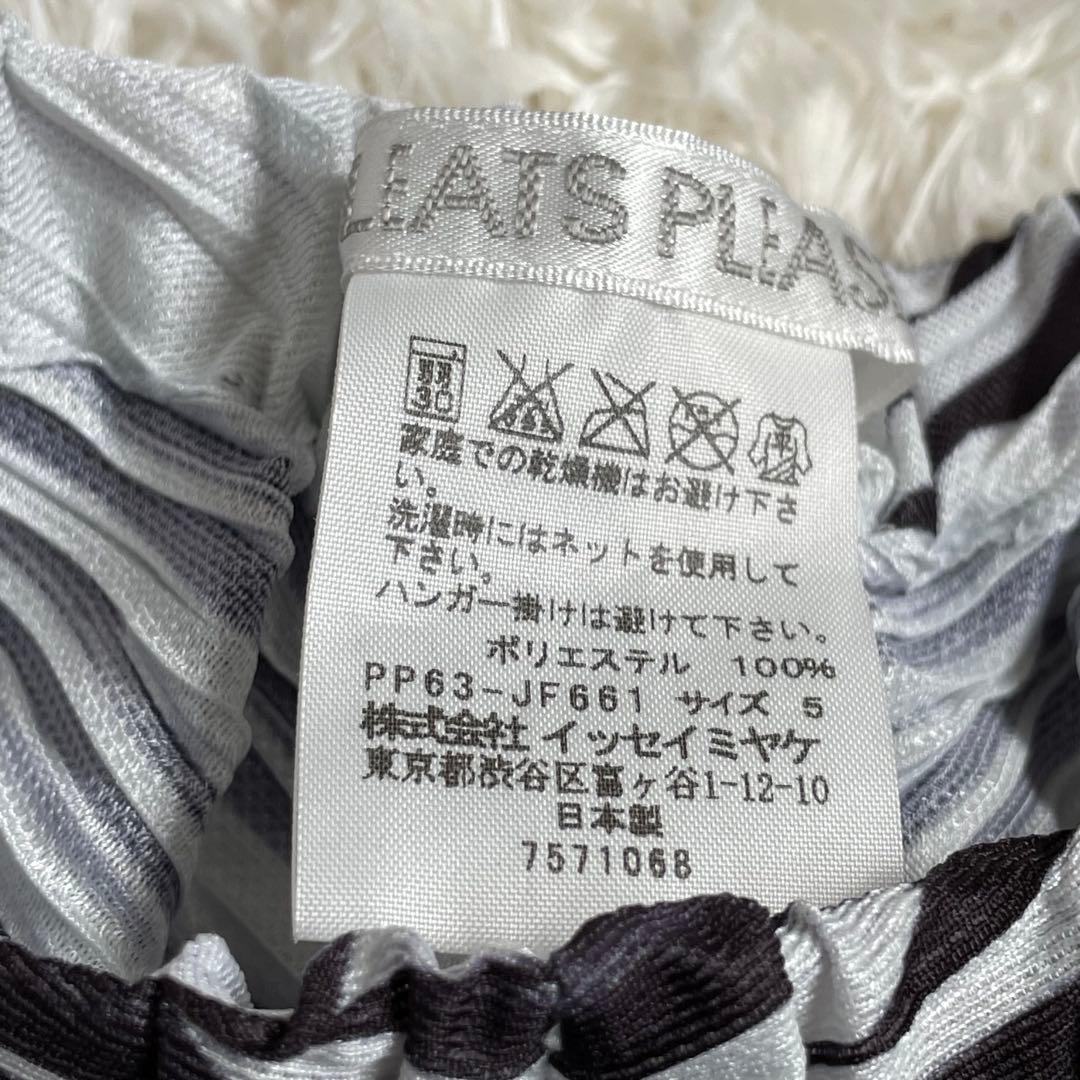 LEATS PLEAS
弱
30
家庭での乾燥機はお避け下さ
い。
洗濯時にはネットを使用して
下さい。
ハンガー掛けは避けて下さい。
ポリエステル 100%
PP63-JF661 サイズ 5
株式会社 イッセイミヤケ
東京都渋谷区富ヶ谷1-12-10
日本製
7571068